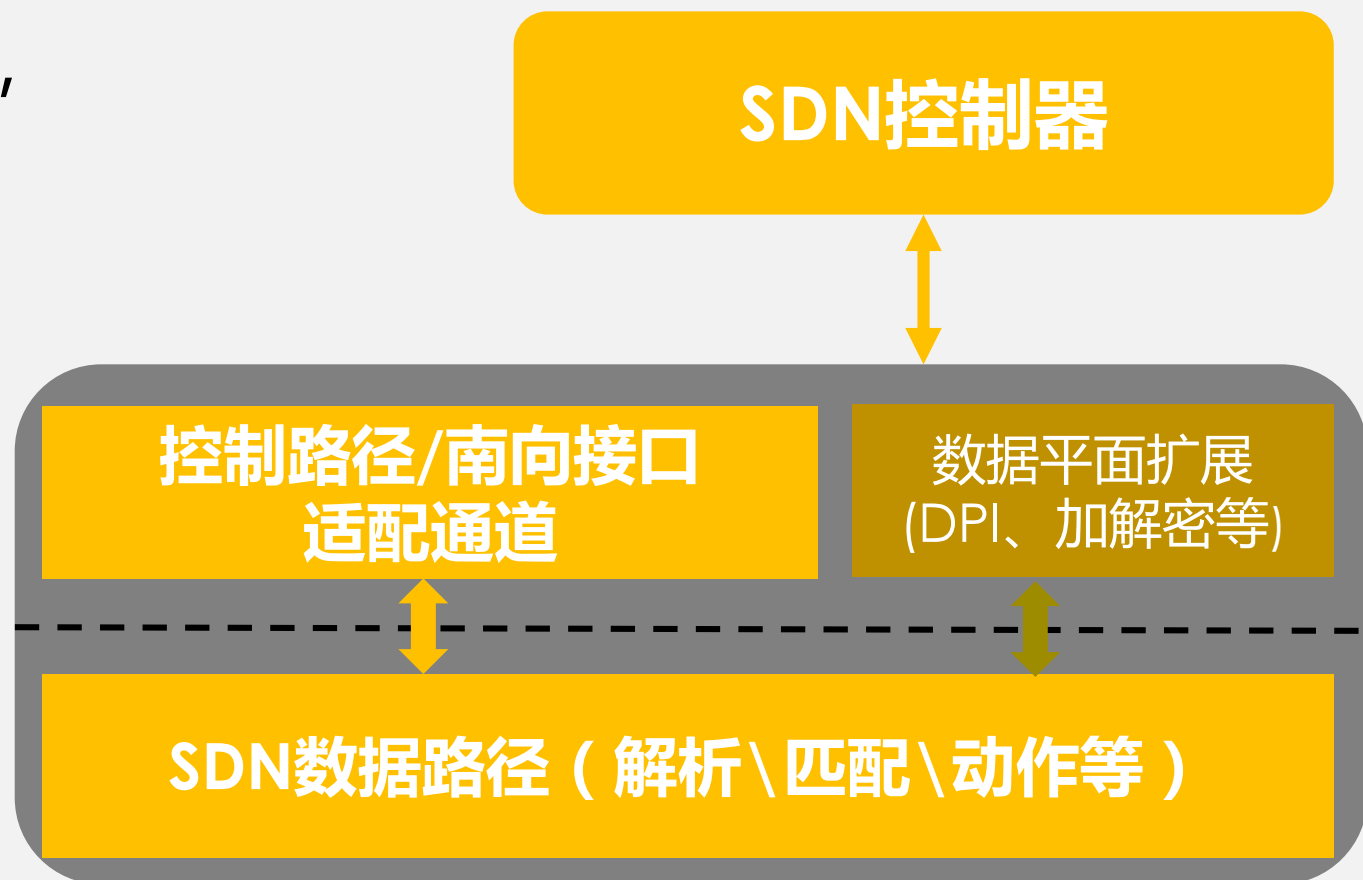 ，
SDN控制器
控制路径/南向接口
适配通道
数据平面扩展
(DPI、加解密等)
SDN数据路径（解析\匹配\动作等）